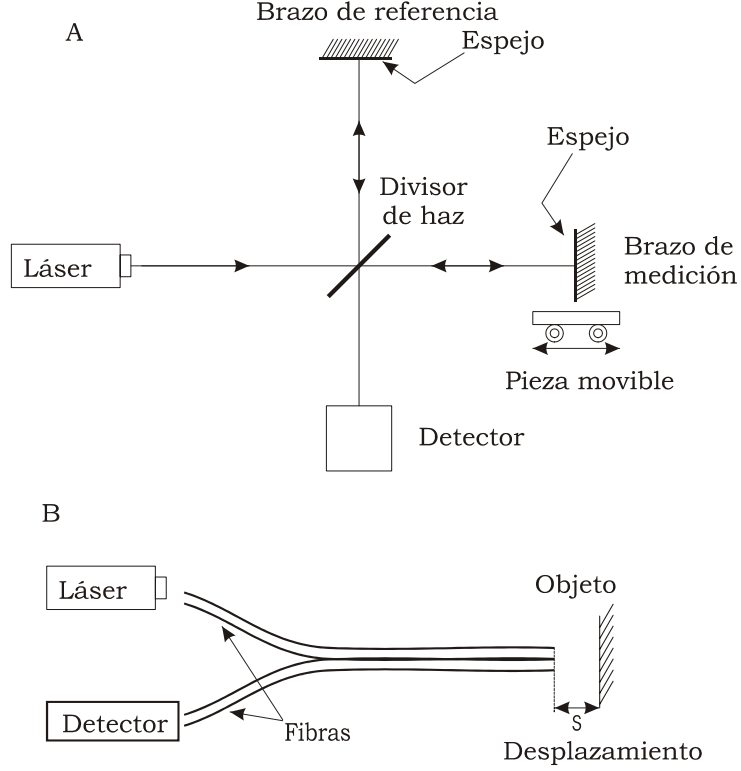 A
Brazo de referencia
Espejo
Espejo
Divisor
de haz
Láser
Brazo de
medición
Pieza movible
Detector
B
Láser
Objeto
Detector
Fibras
S
Desplazamiento